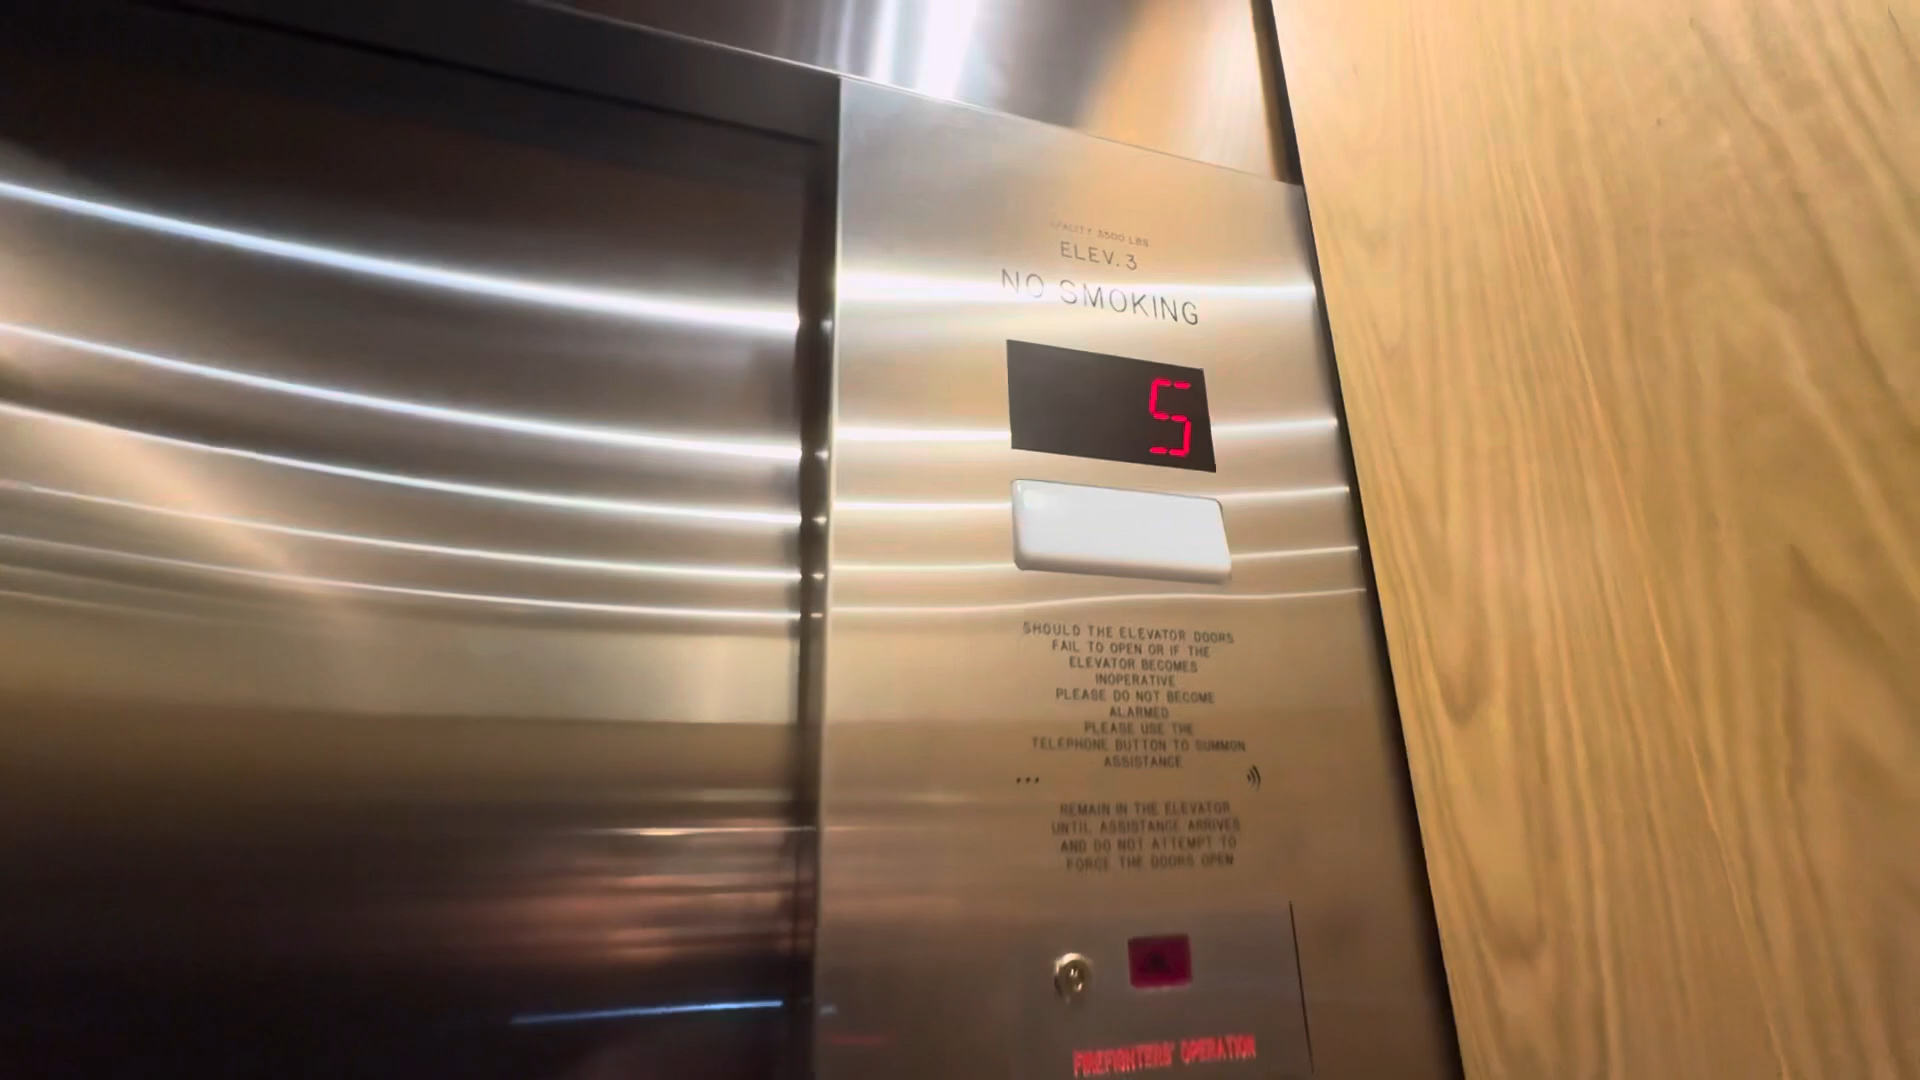 3500 LBS
ELEV. 3
NO SMOKING
5
SHOULD THE ELEVATOR DOORS
FAIL TO OPEN OR IF THE
ELEVATOR BECOMES
INOPERATIVE
PLEASE DO NOT BECOME
ALARMED
PLEASE USE THE
TELEPHONE BUTTON TO SUMMON
ASSISTANCE
REMAIN IN THE ELEVATOR
UNTIL ASSISTANCE ARRIVES
AND DO NOT ATTEMPT TO
FORCE THE DOORS OPEN
FIREFIGHTERS' OPERATION